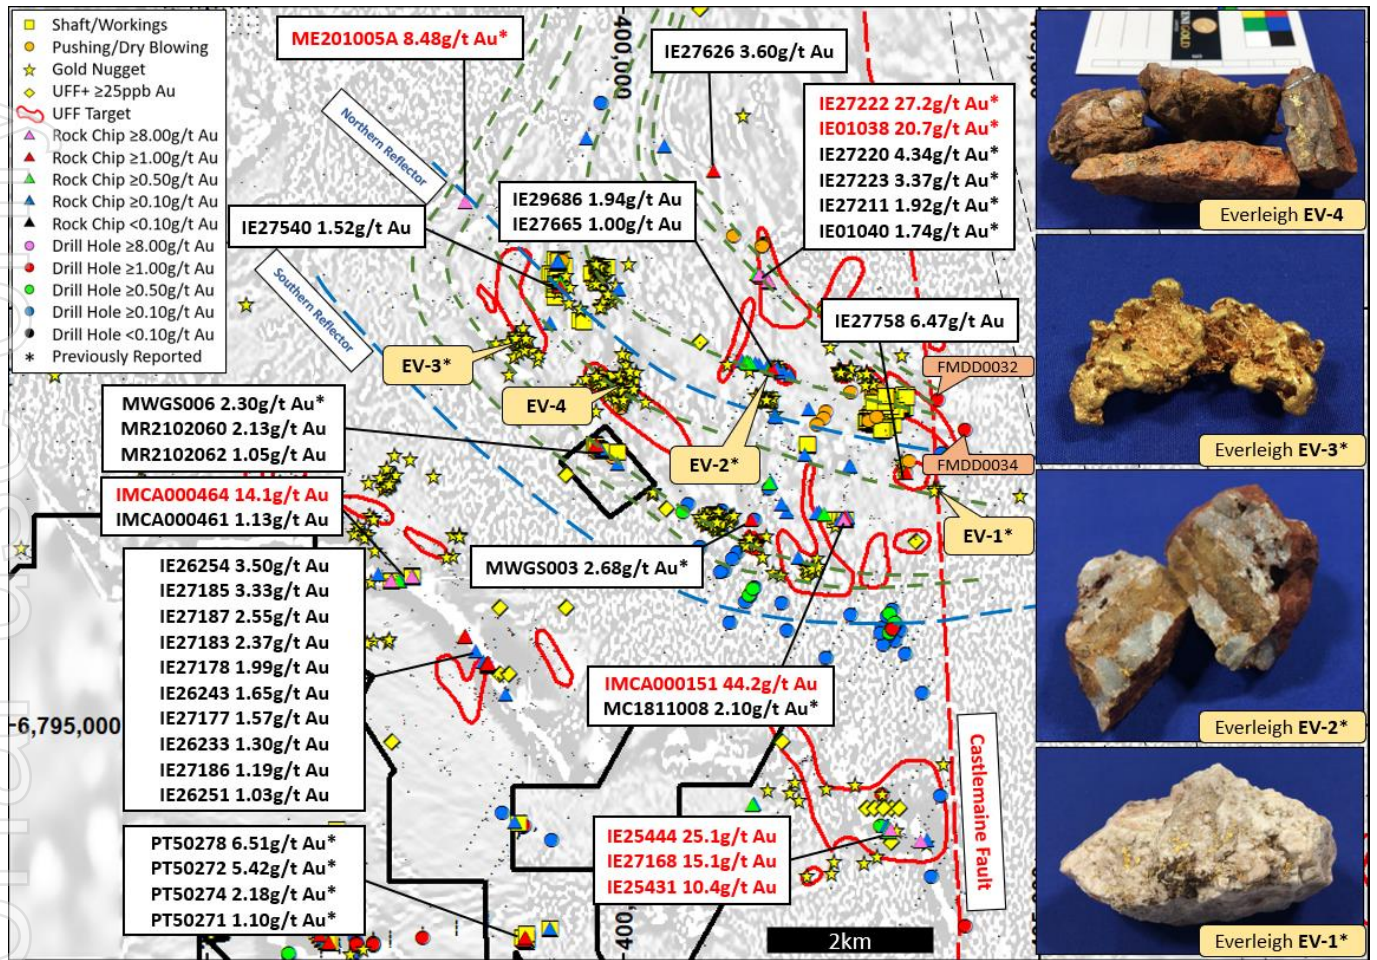 Shaft/Workings
Pushing/Dry Blowing
Gold Nugget
UFF+ ≥25ppb Au
UFF Target
Rock Chip ≥8.00g/t Au
Rock Chip ≥1.00g/t Au
Rock Chip ≥0.50g/t Au
Rock Chip ≥0.10g/t Au
Rock Chip <0.10g/t Au
Drill Hole ≥8.00g/t Au
Drill Hole ≥1.00g/t Au
Drill Hole ≥0.50g/t Au
Drill Hole ≥0.10g/t Au
Drill Hole <0.10g/t Au
* Previously Reported
ME201005A 8.48g/t Au*
400,000
IE27626 3.60g/t Au
IE27222 27.2g/t Au*
IE01038 20.7g/t Au*
IE27220 4.34g/t Au*
IE27223 3.37g/t Au*
IE27211 1.92g/t Au*
IE01040 1.74g/t Au*
Northern Reflector
IE29686 1.94g/t Au
IE27665 1.00g/t Au
IE27540 1.52g/t Au
Southern Reflector
IE27758 6.47g/t Au
EV-3*
EV-4
EV-2*
EV-1*
FMDD0032
FMDD0034
MWGS006 2.30g/t Au*
MR2102060 2.13g/t Au
MR2102062 1.05g/t Au
IMCA000464 14.1g/t Au
IMCA000461 1.13g/t Au
MWGS003 2.68g/t Au*
IE26254 3.50g/t Au
IE27185 3.33g/t Au
IE27187 2.55g/t Au
IE27183 2.37g/t Au
IE27178 1.99g/t Au
IE26243 1.65g/t Au
IE27177 1.57g/t Au
IE26233 1.30g/t Au
IE27186 1.19g/t Au
IE26251 1.03g/t Au
6,795,000
IMCA000151 44.2g/t Au
MC1811008 2.10g/t Au*
Castlemaine Fault
PT50278 6.51g/t Au*
PT50272 5.42g/t Au*
PT50274 2.18g/t Au*
PT50271 1.10g/t Au*
IE25444 25.1g/t Au
IE27168 15.1g/t Au
IE25431 10.4g/t Au
2km
Everleigh EV-4
Everleigh EV-3*
Everleigh EV-2*
Everleigh EV-1*